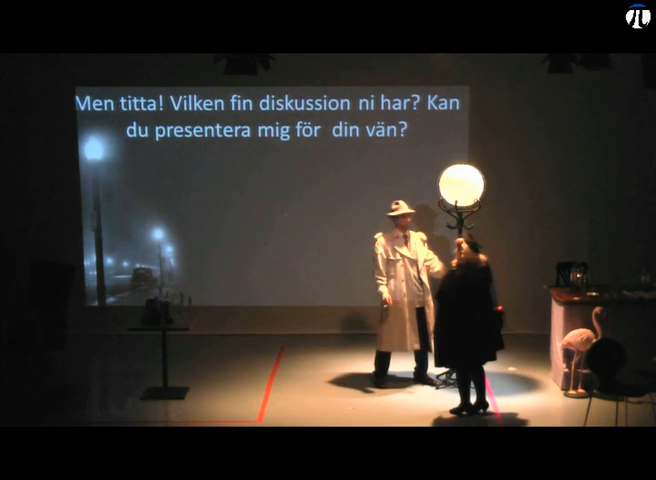 Men titta! Vilken fin diskussion ni har? Kan
du presentera mig för din vän?